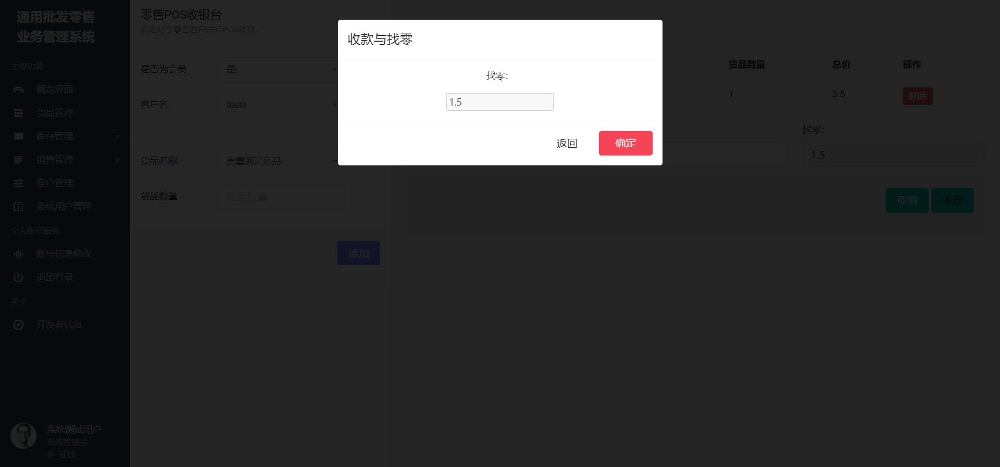 通用批发零售
业务管理系统
主要功能
概览界面
货品管理
库存管理
销售管理
客户管理
系统用户管理
个人账号服务
账号信息修改
退出登录
关于
开发者信息
系统测试用户
系统管理员
在线
零售POS收银台
此处对于零售客户进行POS收款。
是否为会员 是
客户名 aaaa
货品名称 贵重测试商品
货品数量 货品数量
添加
收款与找零
找零:
1.5
返回 确定
货品数量 总价 操作
1 3.5 删除
找零:
1.5
取消 收款